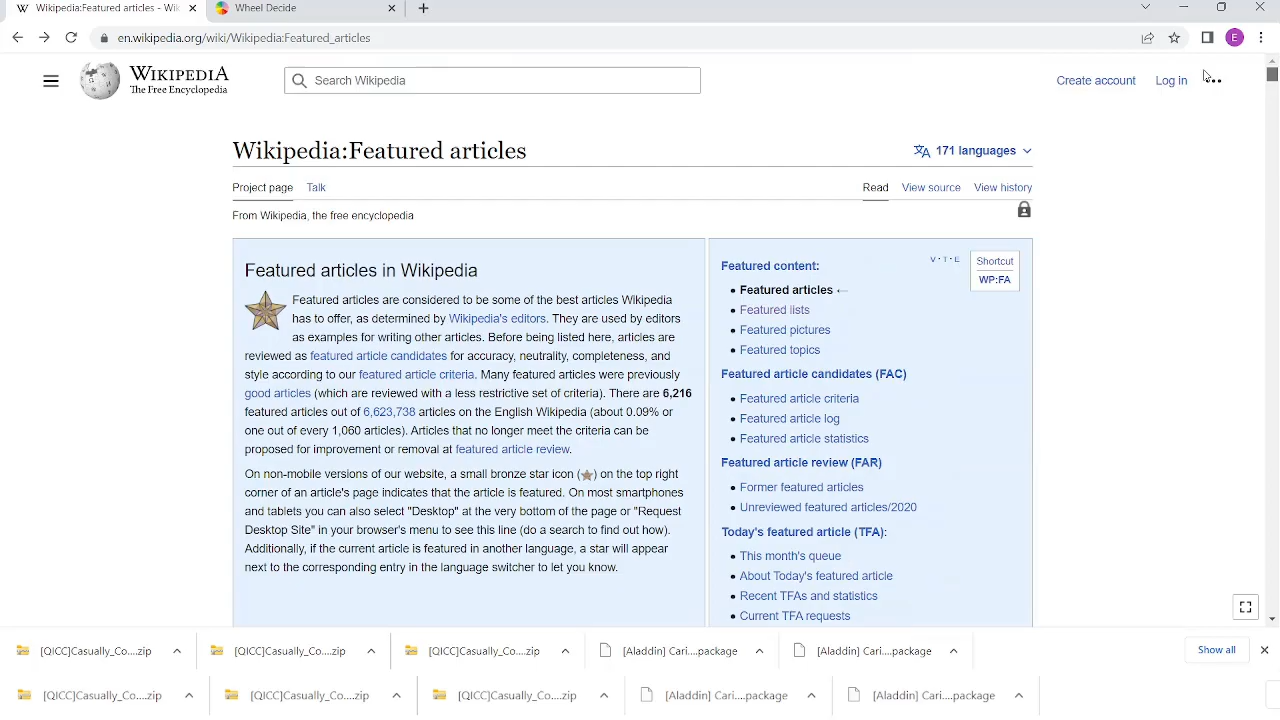 Wikipedia:Featured articles - Wik
Wheel Decide
en.wikipedia.org/wiki/Wikipedia:Featured_articles
E
WIKIPEDIA
The Free Encyclopedia
Search Wikipedia
Create account
Log in
Wikipedia:Featured articles
171 languages
Project page
Talk
Read
View source
View history
From Wikipedia, the free encyclopedia
Featured articles in Wikipedia
Featured articles are considered to be some of the best articles Wikipedia
has to offer, as determined by Wikipedia's editors. They are used by editors
as examples for writing other articles. Before being listed here, articles are
reviewed as featured article candidates for accuracy, neutrality, completeness, and
style according to our featured article criteria. Many featured articles were previously
good articles (which are reviewed with a less restrictive set of criteria). There are 6,216
featured articles out of 6,623,738 articles on the English Wikipedia (about 0.09% or
one out of every 1,060 articles). Articles that no longer meet the criteria can be
proposed for improvement or removal at featured article review.
On non-mobile versions of our website, a small bronze star icon ( ) on the top right
corner of an article's page indicates that the article is featured. On most smartphones
and tablets you can also select "Desktop" at the very bottom of the page or "Request
Desktop Site" in your browser's menu to see this line (do a search to find out how).
Additionally, if the current article is featured in another language, a star will appear
next to the corresponding entry in the language switcher to let you know.
V · T · E
Shortcut
WP:FA
Featured content:
• Featured articles ←
• Featured lists
• Featured pictures
• Featured topics
Featured article candidates (FAC)
• Featured article criteria
• Featured article log
• Featured article statistics
Featured article review (FAR)
• Former featured articles
• Unreviewed featured articles/2020
Today's featured article (TFA):
• This month's queue
• About Today's featured article
• Recent TFAs and statistics
• Current TFA requests
[QICC]Casually_Co....zip
[QICC]Casually_Co....zip
[QICC]Casually_Co....zip
[Aladdin] Cari....package
[Aladdin] Cari....package
Show all
[QICC]Casually_Co....zip
[QICC]Casually_Co....zip
[QICC]Casually_Co....zip
[Aladdin] Cari....package
[Aladdin] Cari....package